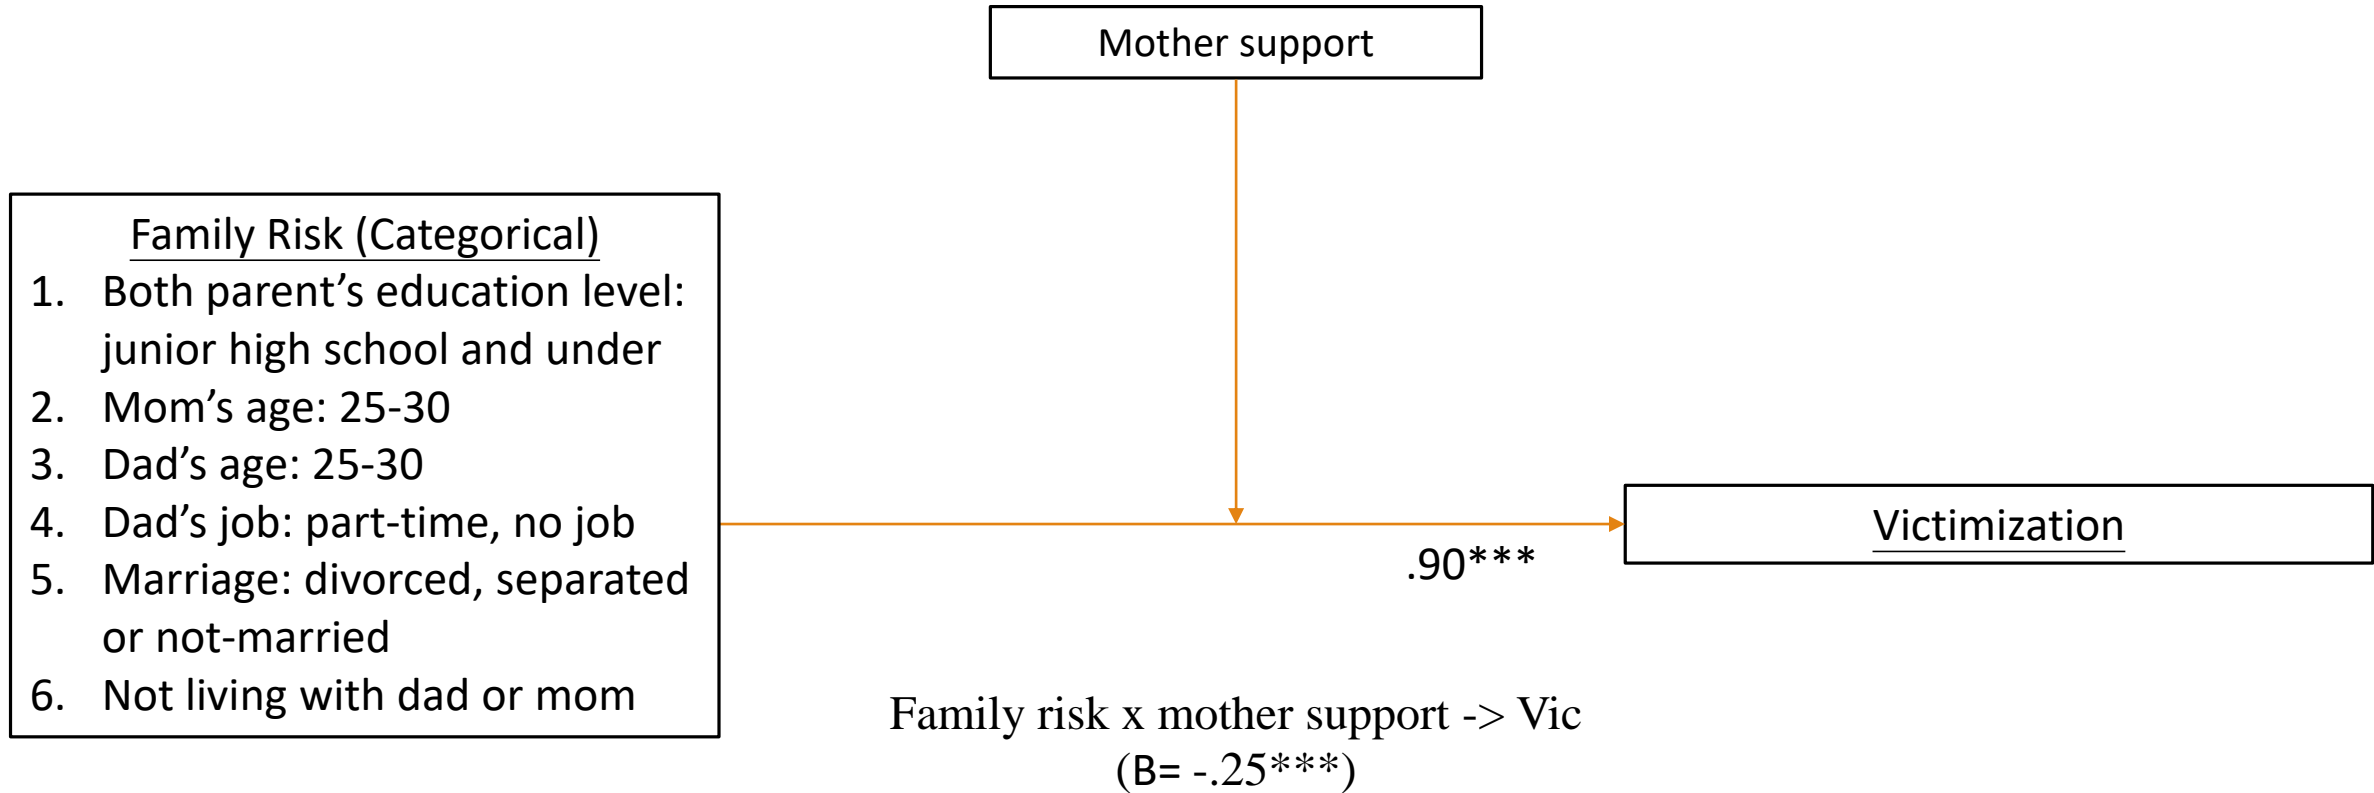 Mother support
Family Risk (Categorical)
1. Both parent’s education level:
junior high school and under
2. Mom’s age: 25-30
3. Dad’s age: 25-30
4. Dad’s job: part-time, no job
5. Marriage: divorced, separated
or not-married
6. Not living with dad or mom
.90***
Victimization
Family risk x mother support -> Vic
(B= -.25***)